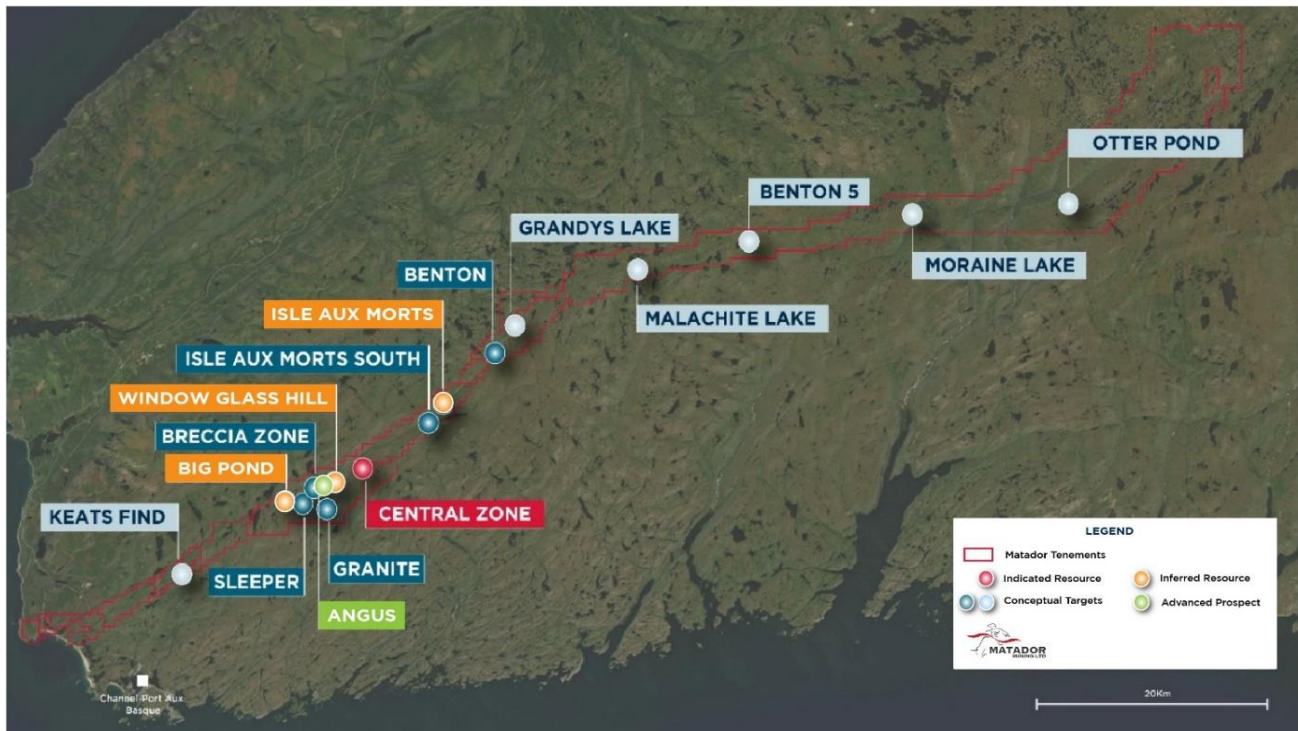 OTTER POND
BENTON 5
GRANDYS LAKE
MORAINE LAKE
BENTON
MALACHITE LAKE
ISLE AUX MORTS
ISLE AUX MORTS SOUTH
WINDOW GLASS HILL
BRECCIA ZONE
BIG POND
KEATS FIND
CENTRAL ZONE
GRANITE
SLEEPER
ANGUS
LEGEND
Matador Tenements
Indicated Resource
Inferred Resource
Conceptual Targets
Advanced Prospect
MATADOR
MINING LTD
Channel-Port Aux
Basque
20Km